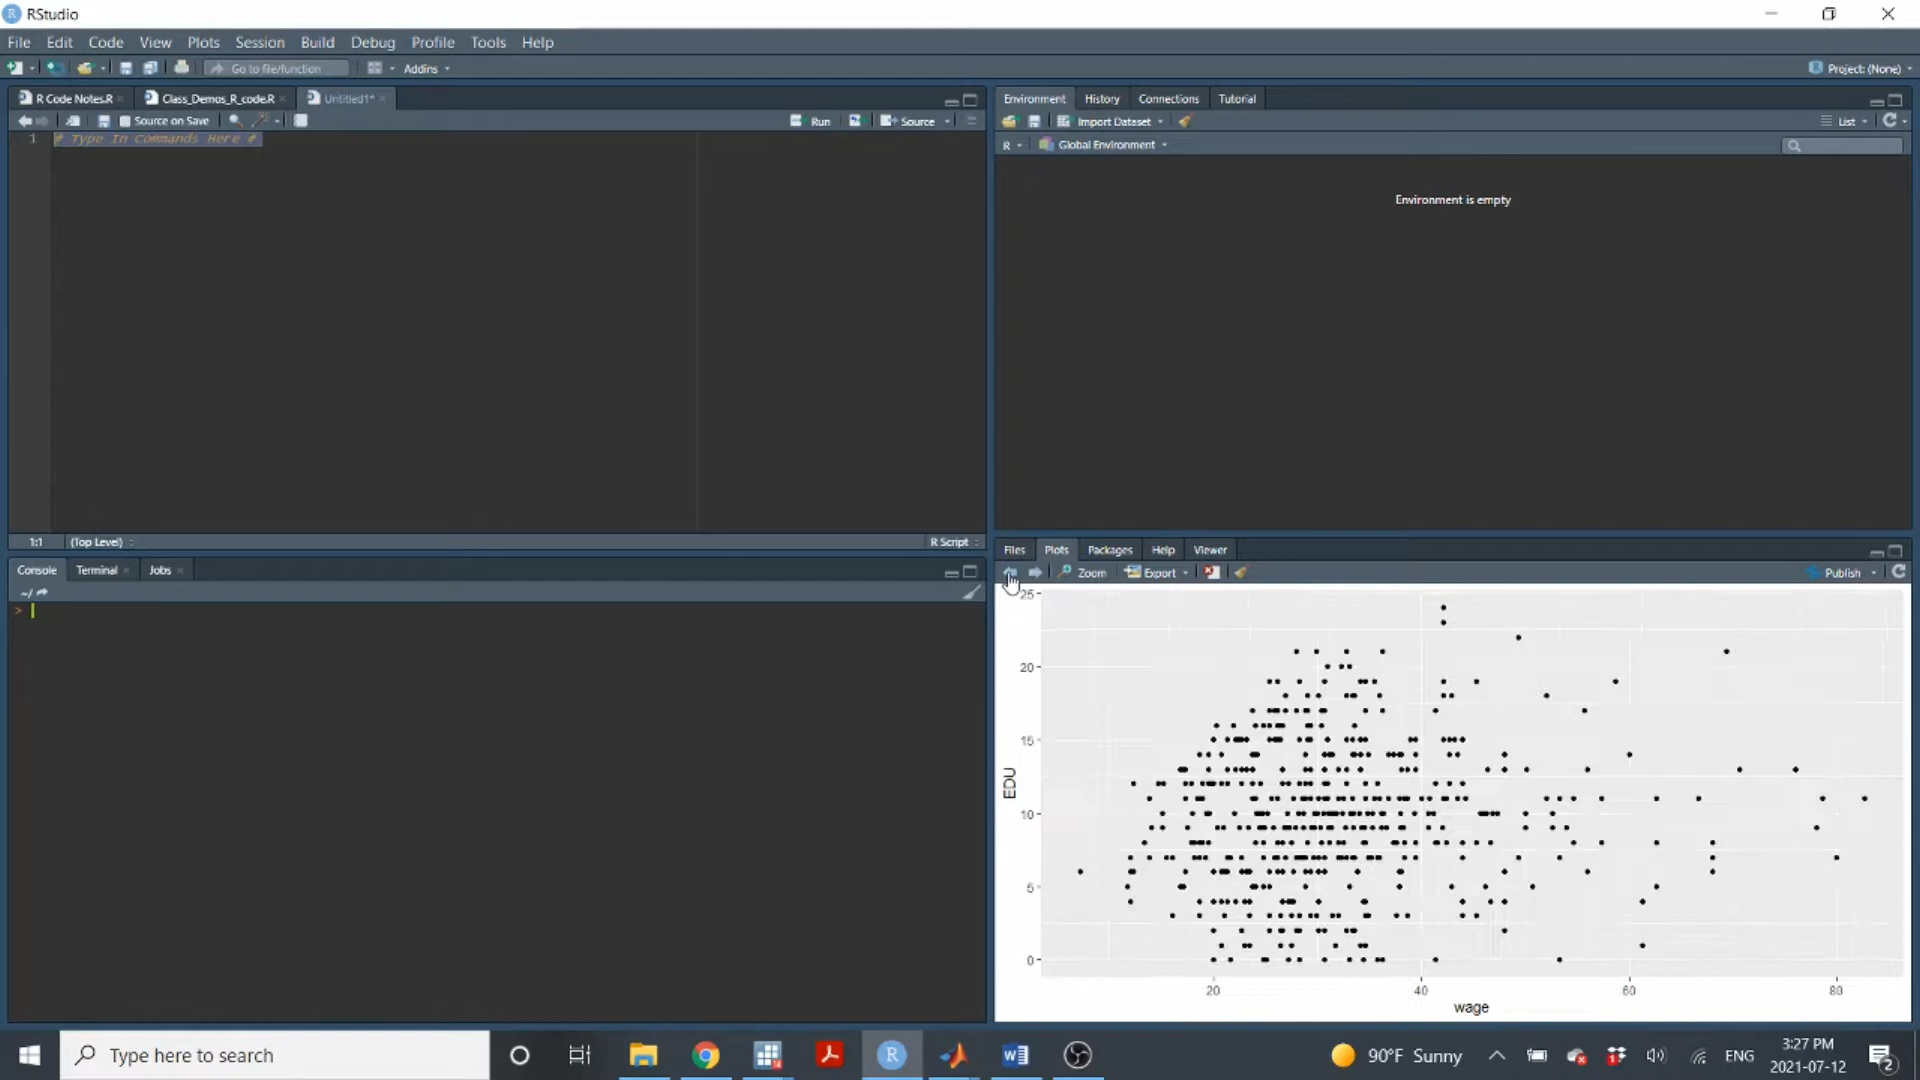 RStudio
File Edit Code View Plots Session Build Debug Profile Tools Help
Go to file/function Addins Project: (None)
R Code Notes.R Class_Demos_R_code.R Untitled1*
Source on Save Run Source
1 # Type In Commands Here #
1:1 (Top Level) R Script
Console Terminal Jobs
~/
>
Environment History Connections Tutorial
Import Dataset List
R Global Environment
Environment is empty
Files Plots Packages Help Viewer
Zoom Export Publish
25
20
15
10
5
0
EDU
20 40 60 80
wage
Type here to search
90°F Sunny ENG 3:27 PM
2021-07-12 2